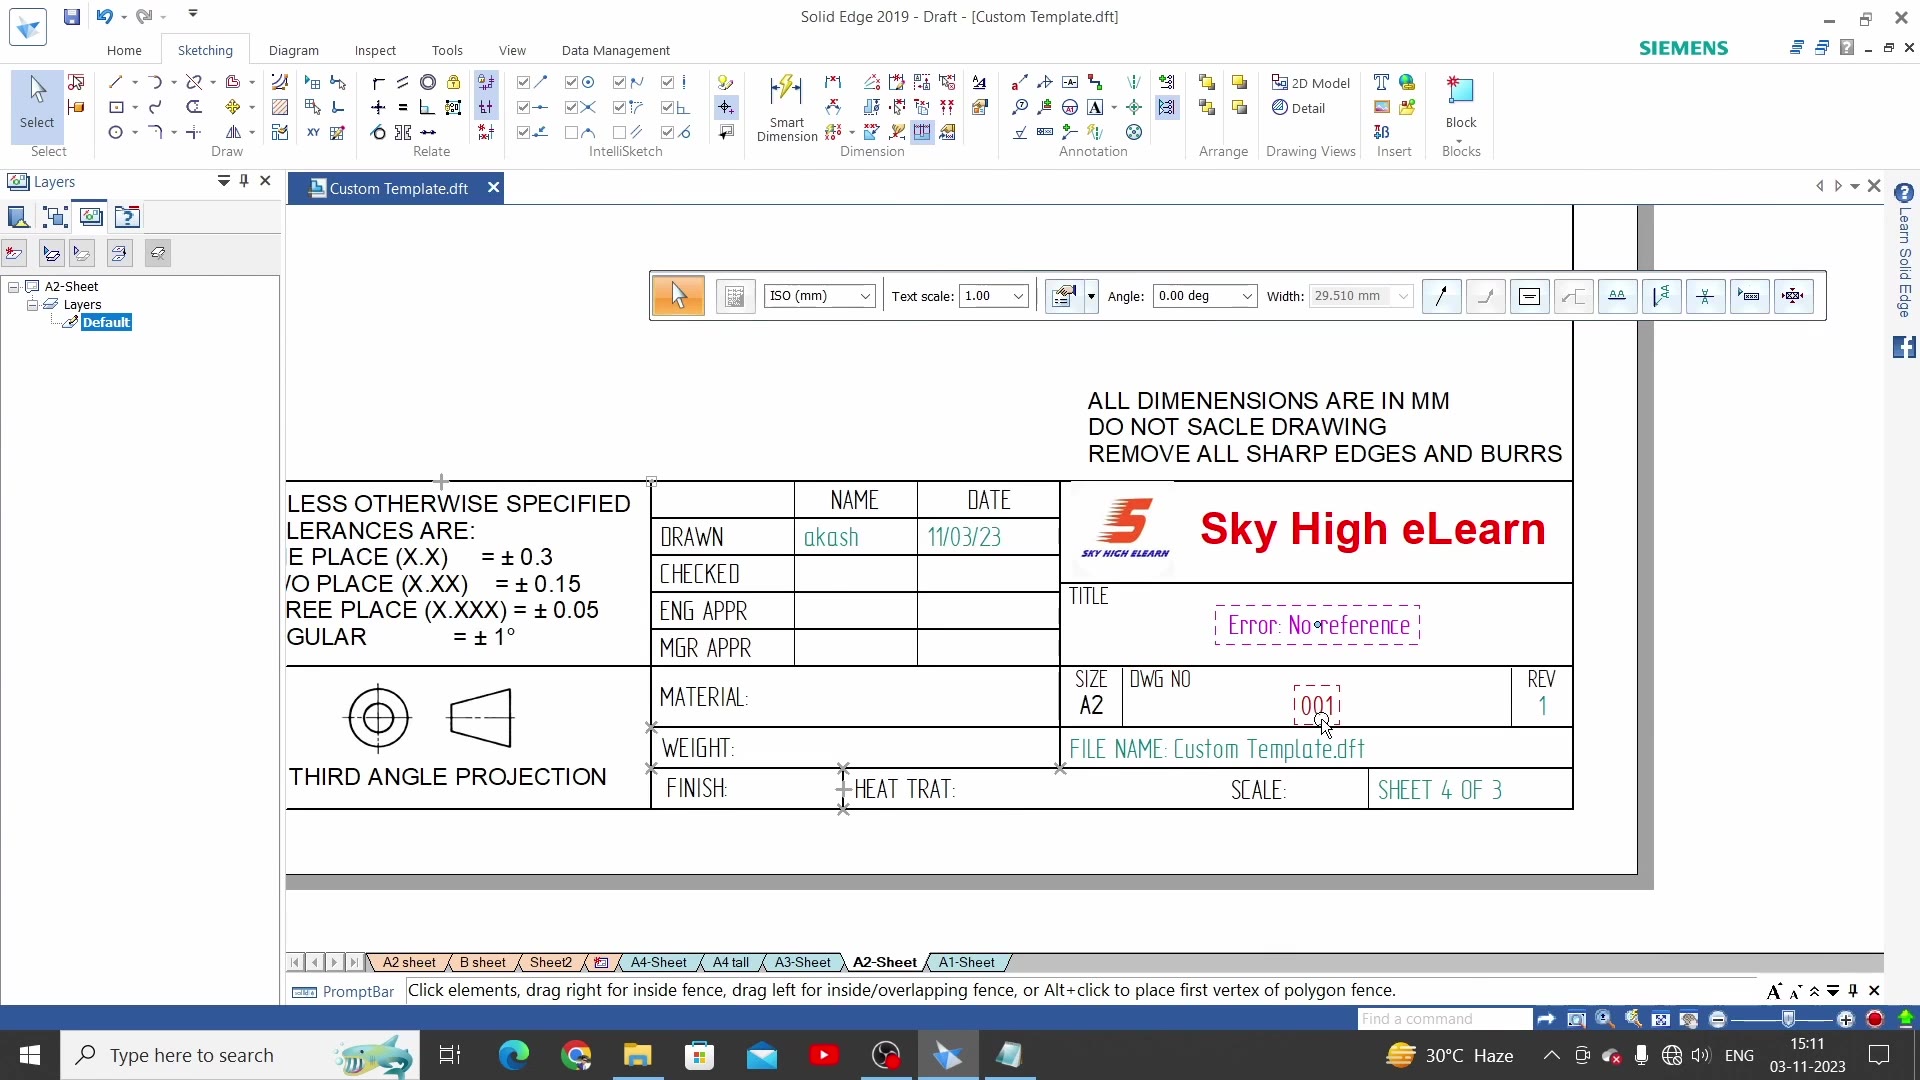 Solid Edge 2019 - Draft - [Custom Template.dft]
Home Sketching Diagram Inspect Tools View Data Management
SIEMENS
Select
Smart Dimension
2D Model
Detail
Block
Select Draw Relate IntelliSketch Dimension Annotation Arrange Drawing Views Insert Blocks
Layers
Custom Template.dft
Learn Solid Edge
A2-Sheet
Layers
Default
ISO (mm) Text scale: 1.00 Angle: 0.00 deg Width: 29.510 mm
ALL DIMENENSIONS ARE IN MM
DO NOT SACLE DRAWING
REMOVE ALL SHARP EDGES AND BURRS
LESS OTHERWISE SPECIFIED
LERANCES ARE:
E PLACE (X.X) = ± 0.3
/O PLACE (X.XX) = ± 0.15
REE PLACE (X.XXX) = ± 0.05
GULAR = ± 1°
THIRD ANGLE PROJECTION
NAME DATE
DRAWN akash 11/03/23
CHECKED
ENG APPR
MGR APPR
MATERIAL:
WEIGHT:
FINISH: HEAT TRAT: SCALE: SHEET 4 OF 3
SKY HIGH ELEARN
Sky High eLearn
TITLE
Error: No reference
SIZE DWG NO REV
A2 001 1
FILE NAME: Custom Template.dft
A2 sheet B sheet Sheet2 A4-Sheet A4 tall A3-Sheet A2-Sheet A1-Sheet
PromptBar Click elements, drag right for inside fence, drag left for inside/overlapping fence, or Alt+click to place first vertex of polygon fence.
Find a command
Type here to search
30°C Haze
ENG
15:11
03-11-2023